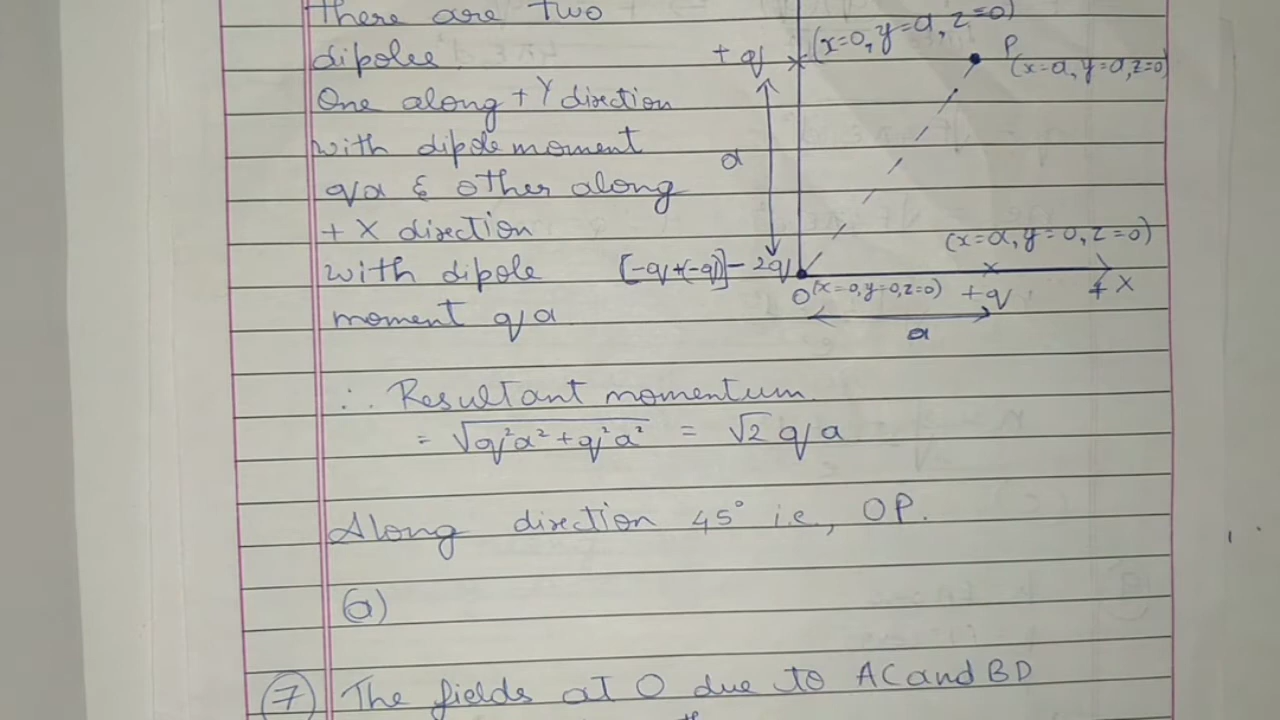 There are two
dipoles
One along + Y direction
with dipole moment
qa & other along
+ X direction
with dipole
moment qa
+q (x=0, y=a, z=0)
P
(x=a, y=a, z=0)
a
(x=a, y=0, z=0)
[-q+(-q)] - 2q
O (x=0, y=0, z=0) +q + X
a
∴ Resultant momentum
= √q²a² + q²a² = √2 qa
Along direction 45° i.e., OP.
(a)
(7) The fields at O due to AC and BD